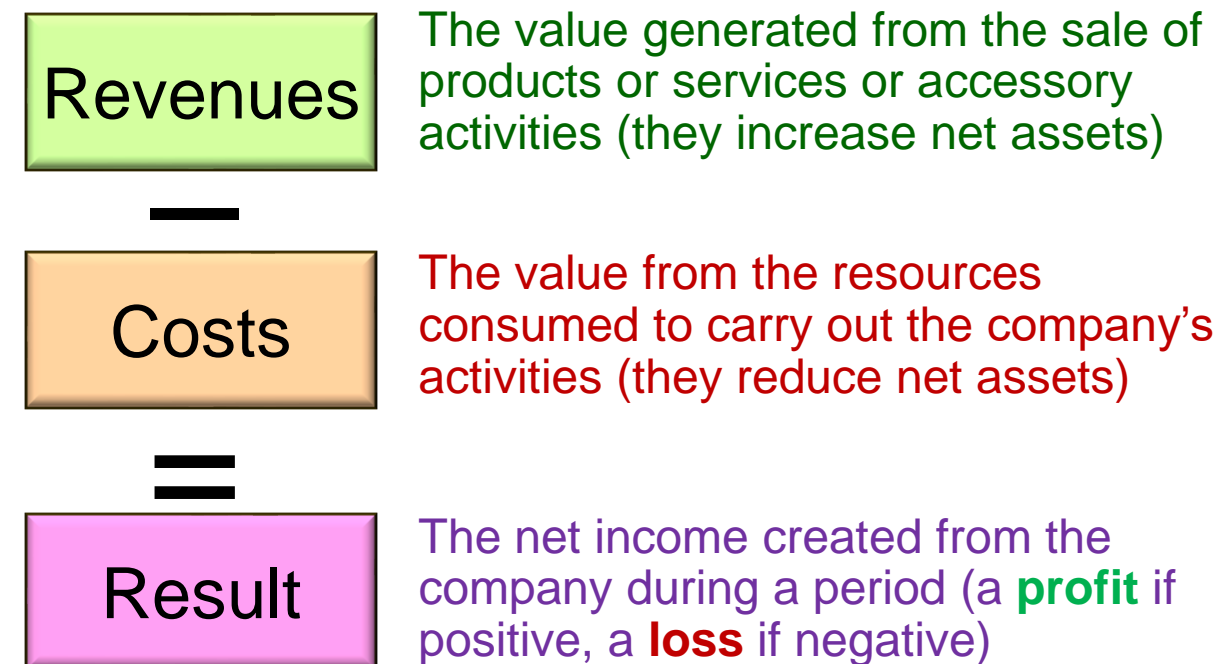 Revenues
The value generated from the sale of
products or services or accessory
activities (they increase net assets)
–
Costs
The value from the resources
consumed to carry out the company's
activities (they reduce net assets)
=
Result
The net income created from the
company during a period (a profit if
positive, a loss if negative)